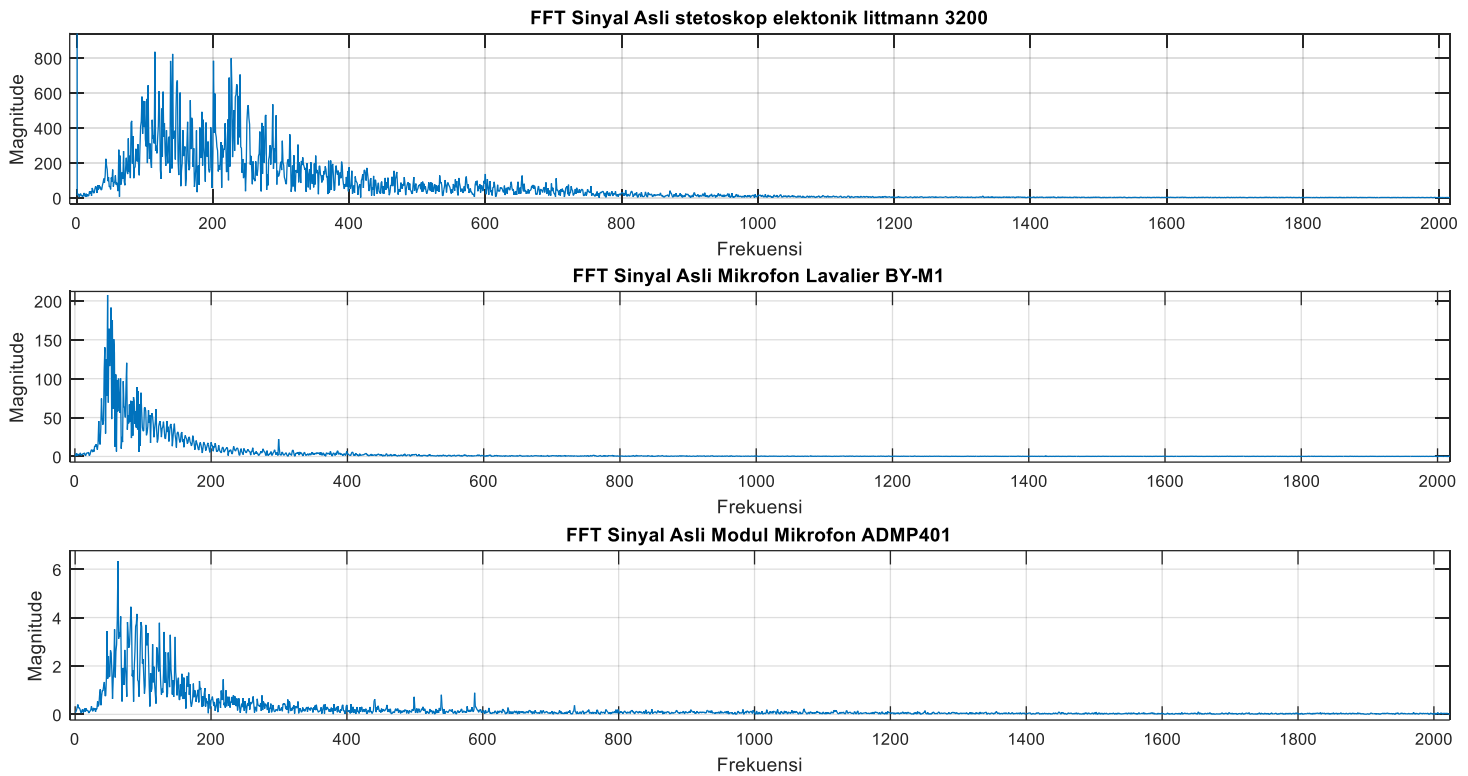 FFT Sinyal Asli stetoskop elektonik littmann 3200
Magnitude
800
600
400
200
0
0 200 400 600 800 1000 1200 1400 1600 1800 2000
Frekuensi
FFT Sinyal Asli Mikrofon Lavalier BY-M1
Magnitude
200
150
100
50
0
0 200 400 600 800 1000 1200 1400 1600 1800 2000
Frekuensi
FFT Sinyal Asli Modul Mikrofon ADMP401
Magnitude
6
4
2
0
0 200 400 600 800 1000 1200 1400 1600 1800 2000
Frekuensi